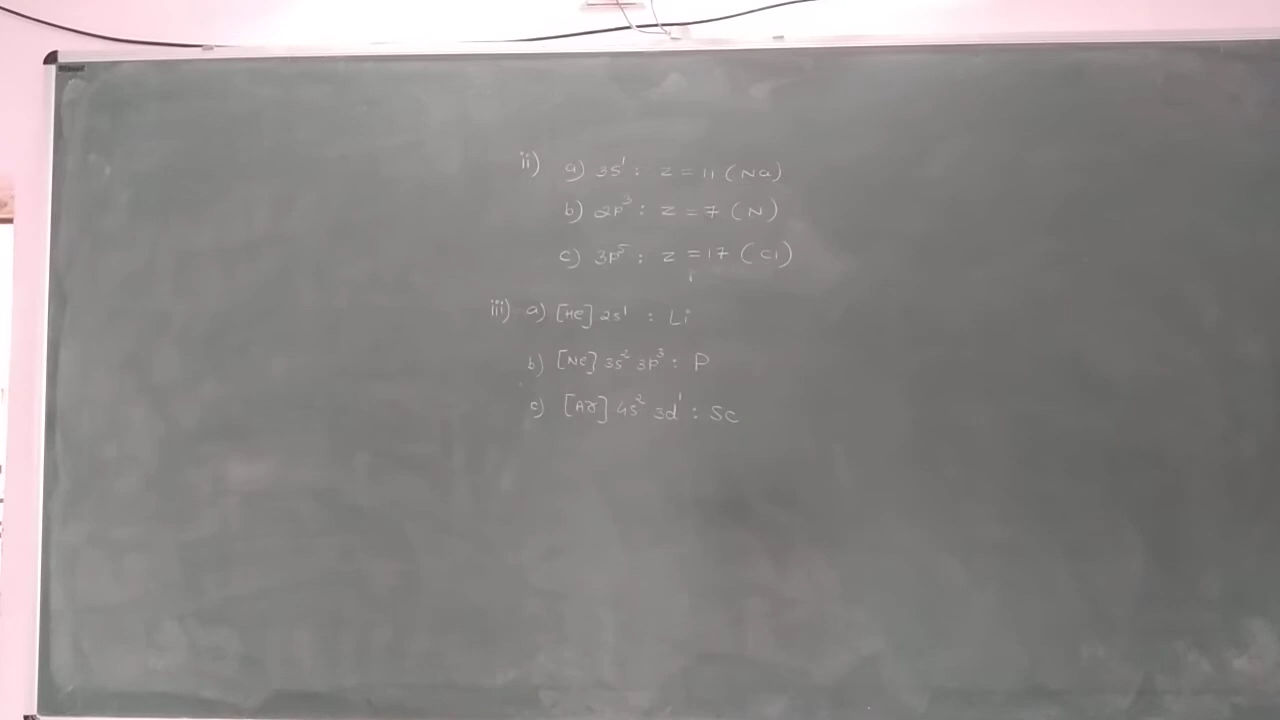 ii) a) 3s¹ : Z = 11 (Na)
b) 2p³ : Z = 7 (N)
c) 3p⁵ : Z = 17 (Cl)
iii) a) [He] 2s¹ : Li
b) [Ne] 3s² 3p³ : P
c) [Ar] 4s² 3d¹ : Sc